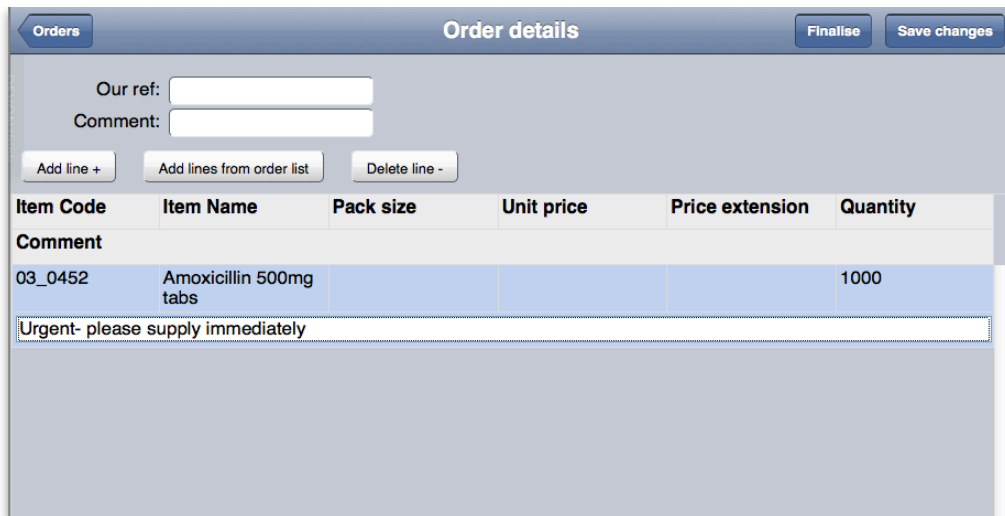 Orders
Order details
Finalise
Save changes
Our ref:
Comment:
Add line +
Add lines from order list
Delete line -
Item Code Item Name Pack size Unit price Price extension Quantity
Comment
03_0452 Amoxicillin 500mg 1000
tabs
Urgent- please supply immediately